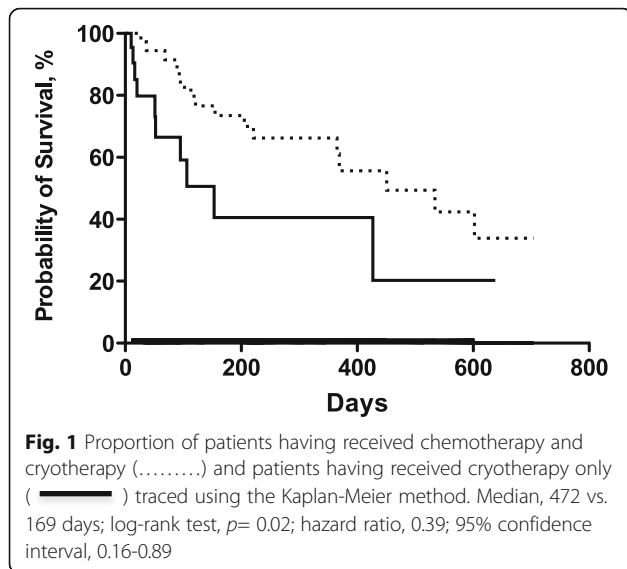 100
80
60
40
20
0
Probability of Survival, %
0 200 400 600 800
Days
Fig. 1 Proportion of patients having received chemotherapy and
cryotherapy (.........) and patients having received cryotherapy only
( ) traced using the Kaplan-Meier method. Median, 472 vs.
169 days; log-rank test, p= 0.02; hazard ratio, 0.39; 95% confidence
interval, 0.16-0.89